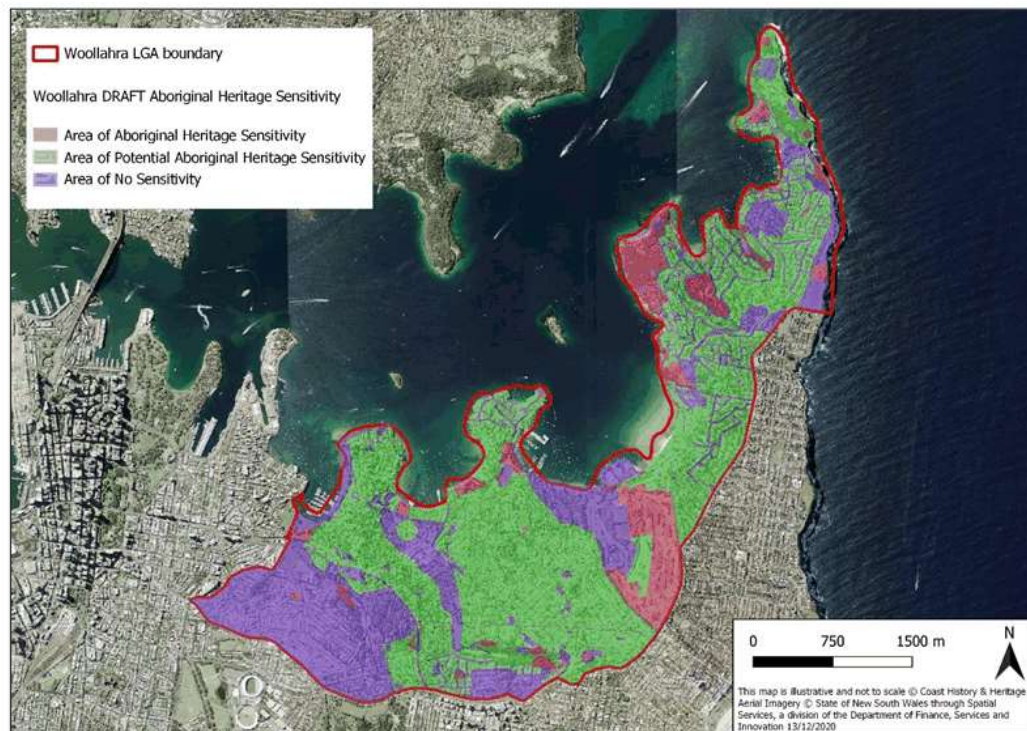 Woollahra LGA boundary
Woollahra DRAFT Aboriginal Heritage Sensitivity
Area of Aboriginal Heritage Sensitivity
Area of Potential Aboriginal Heritage Sensitivity
Area of No Sensitivity
0 750 1500 m
N
This map is illustrative and not to scale © Coast History & Heritage
Aerial Imagery © State of New South Wales through Spatial
Services, a division of the Department of Finance, Services and
Innovation 13/12/2020